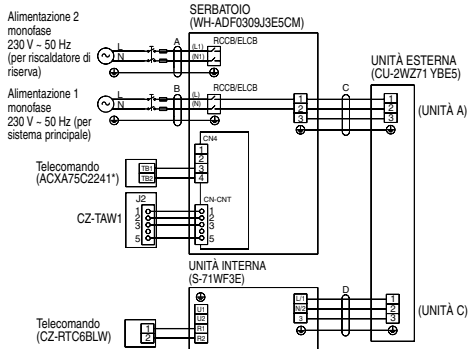 SERBATOIO
(WH-ADF0309J3E5CM)
Alimentazione 2
monofase
230 V ~ 50 Hz
(per riscaldatore di
riserva)
L
N
A
(L1)
(N1)
RCCB/ELCB
Alimentazione 1
monofase
230 V ~ 50 Hz (per
sistema principale)
L
N
B
(L)
(N)
RCCB/ELCB
1
2
3
C
UNITÀ ESTERNA
(CU-2WZ71 YBE5)
1
2
3
(UNITÀ A)
CN4
1
2
3
4
Telecomando
(ACXA75C2241*)
TB1
TB2
CN-CNT
CZ-TAW1
J2
1
2
3
5
1
2
3
5
UNITÀ INTERNA
(S-71WF3E)
U1
U2
R1
R2
L/1
N/2
3
D
1
2
3
(UNITÀ C)
Telecomando
(CZ-RTC6BLW)
1
2